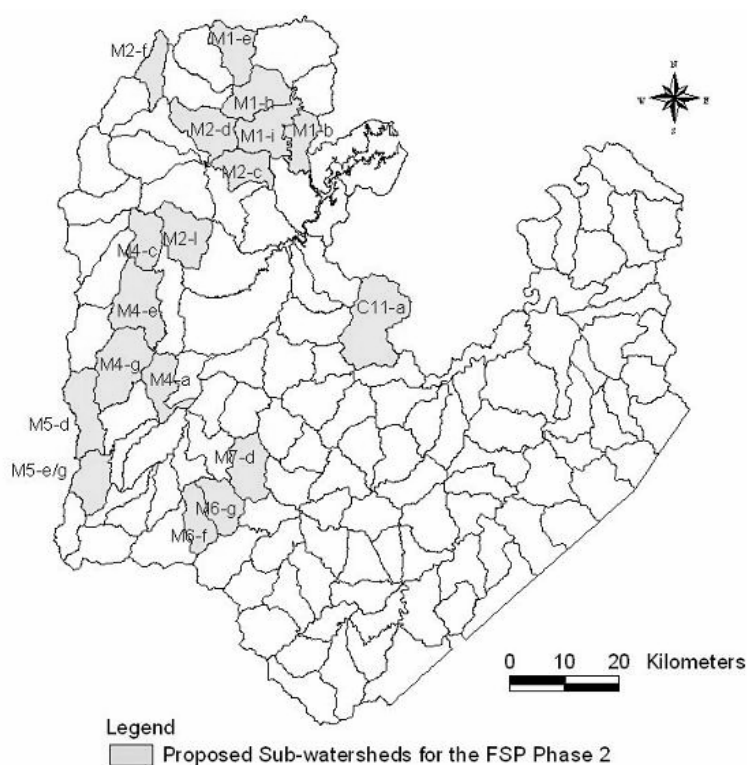 M2-f
M1-e
M1-h
M2-d
M1-i
M1-b
M2-c
M4-c
M2-l
M4-e
C11-a
M4-g
M4-a
M5-d
M5-e/g
M7-d
M6-g
M6-f
N
W E
S
0 10 20 Kilometers
Legend
Proposed Sub-watersheds for the FSP Phase 2